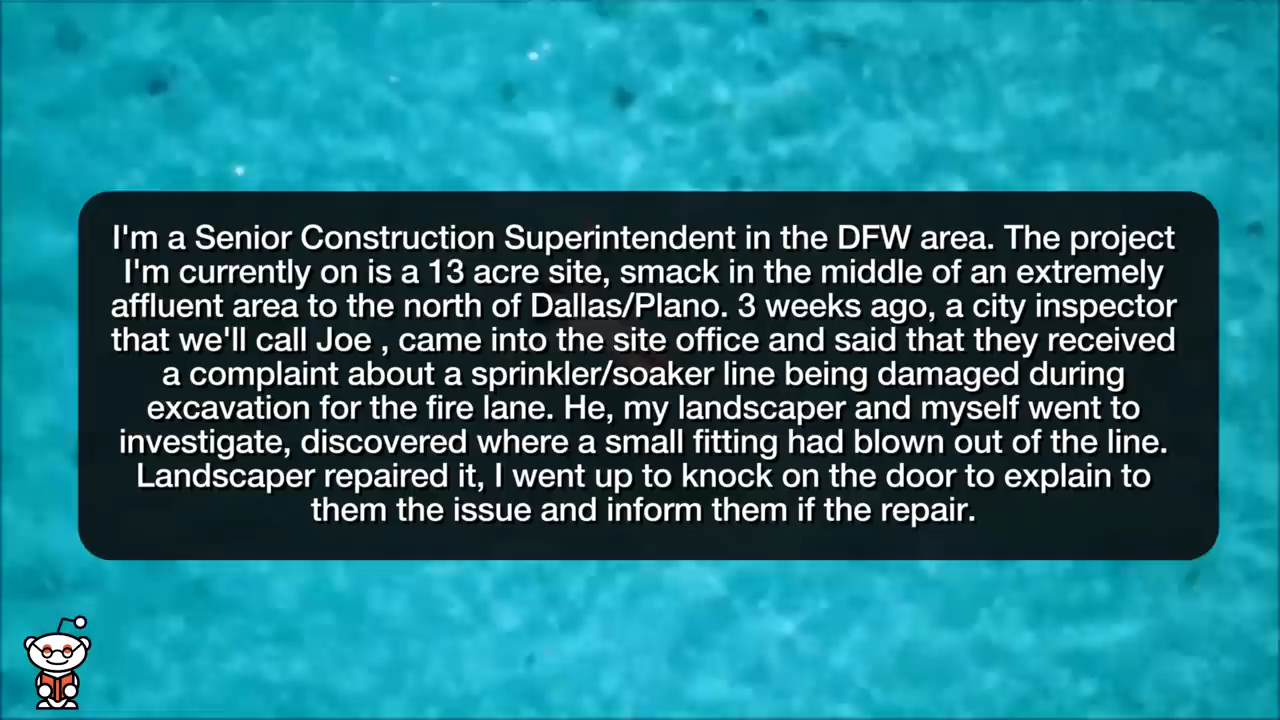 I'm a Senior Construction Superintendent in the DFW area. The project
I'm currently on is a 13 acre site, smack in the middle of an extremely
affluent area to the north of Dallas/Plano. 3 weeks ago, a city inspector
that we'll call Joe , came into the site office and said that they received
a complaint about a sprinkler/soaker line being damaged during
excavation for the fire lane. He, my landscaper and myself went to
investigate, discovered where a small fitting had blown out of the line.
Landscaper repaired it, I went up to knock on the door to explain to
them the issue and inform them if the repair.